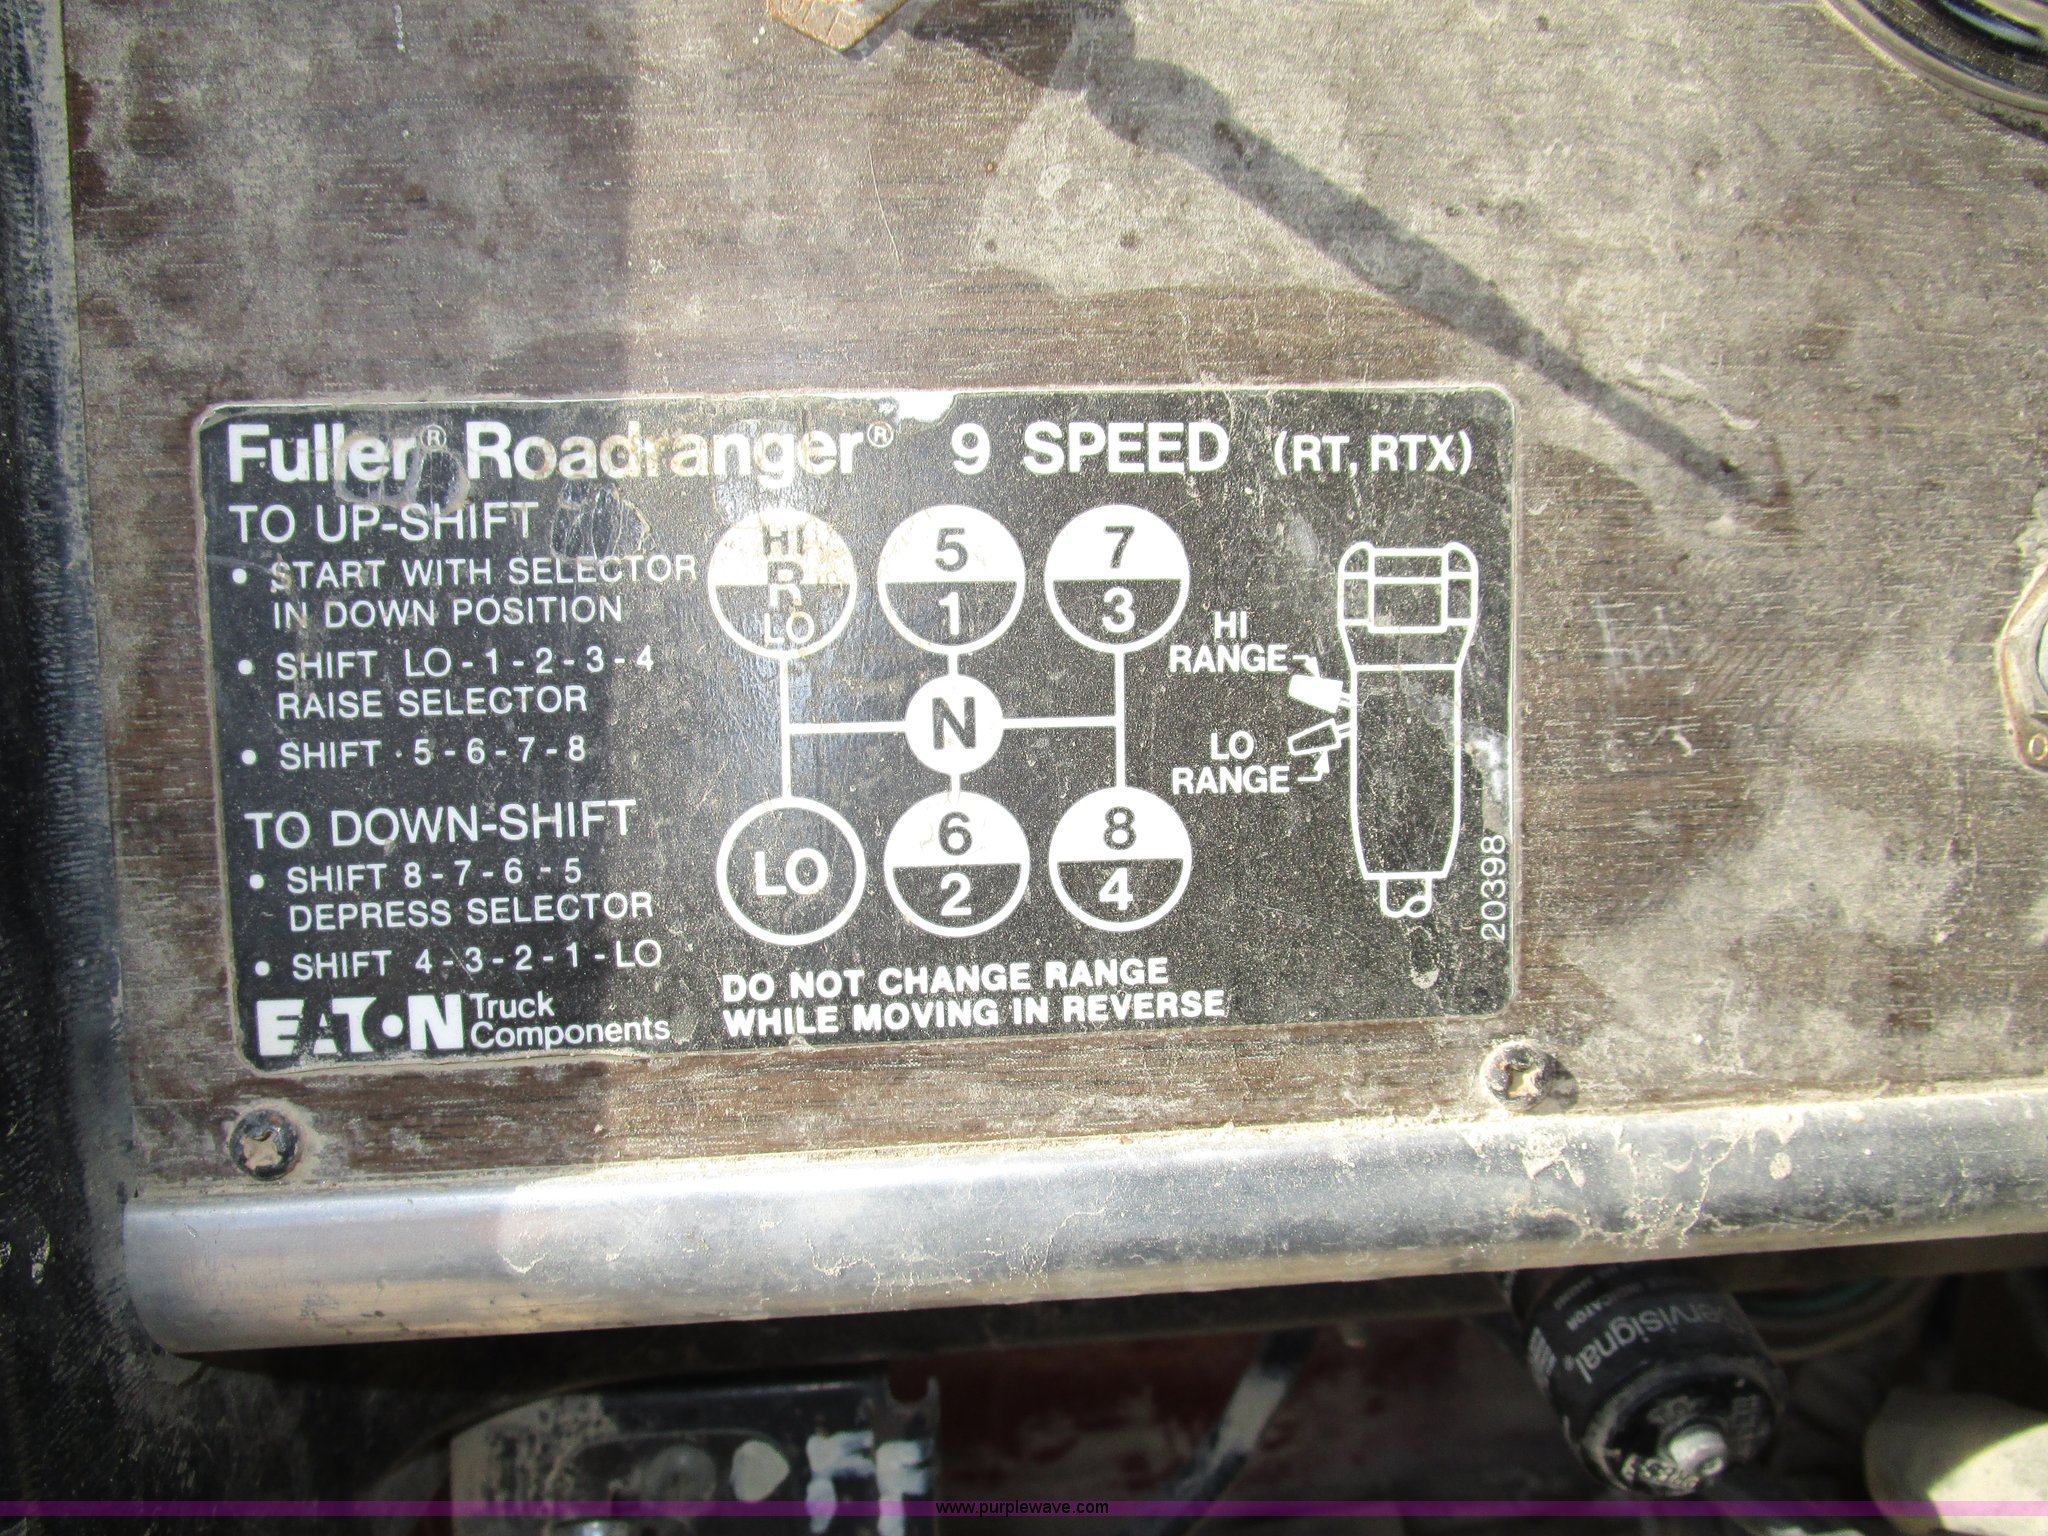 Fuller® Roadranger® 9 SPEED (RT, RTX)
TO UP-SHIFT
• START WITH SELECTOR
IN DOWN POSITION
• SHIFT LO-1-2-3-4
RAISE SELECTOR
• SHIFT · 5-6-7-8
TO DOWN-SHIFT
• SHIFT 8-7-6-5
DEPRESS SELECTOR
• SHIFT 4-3-2-1-LO
EATON Truck
Components
HI
R
LO
5
1
7
3
N
LO
6
2
8
4
HI
RANGE
LO
RANGE
20398
DO NOT CHANGE RANGE
WHILE MOVING IN REVERSE
www.purplewave.com